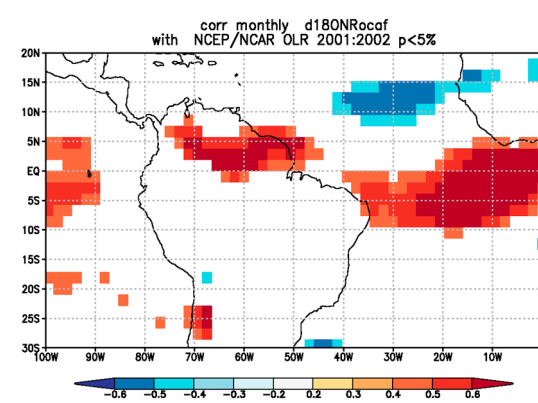 corr monthly d18ONRocaf
with NCEP/NCAR OLR 2001:2002 p<5%
20N
15N
10N
5N
EQ
5S
10S
15S
20S
25S
30S
100W 90W 80W 70W 60W 50W 40W 30W 20W 10W
-0.6 -0.5 -0.4 -0.3 -0.2 0.2 0.3 0.4 0.5 0.6